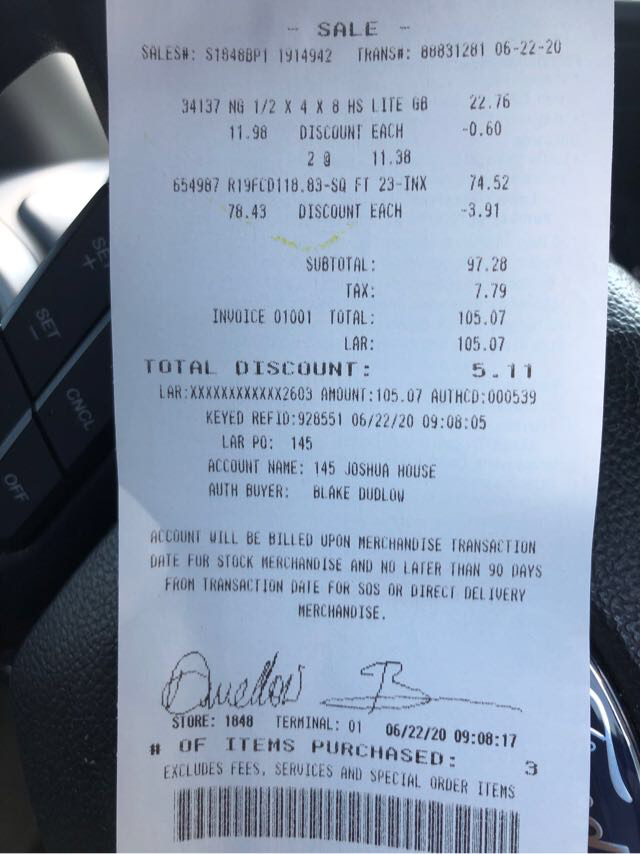 - SALE -
SALES#: S1848BP1 1914942 TRANS#: 88831281 06-22-20
34137 NG 1/2 X 4 X 8 HS LITE GB 22.76
11.98 DISCOUNT EACH -0.60
2 @ 11.38
654987 R19FCD118.83-SQ FT 23-INX 74.52
78.43 DISCOUNT EACH -3.91
SUBTOTAL: 97.28
TAX: 7.79
INVOICE 01001 TOTAL: 105.07
LAR: 105.07
TOTAL DISCOUNT: 5.11
LAR:XXXXXXXXXXXX2603 AMOUNT:105.07 AUTHCD:000539
KEYED REFID:928551 06/22/20 09:08:05
LAR PO: 145
ACCOUNT NAME: 145 JOSHUA HOUSE
AUTH BUYER: BLAKE DUDLOW
ACCOUNT WILL BE BILLED UPON MERCHANDISE TRANSACTION
DATE FOR STOCK MERCHANDISE AND NO LATER THAN 90 DAYS
FROM TRANSACTION DATE FOR SOS OR DIRECT DELIVERY
MERCHANDISE.
STORE: 1848 TERMINAL: 01 06/22/20 09:08:17
# OF ITEMS PURCHASED: 3
EXCLUDES FEES, SERVICES AND SPECIAL ORDER ITEMS
SET +
SET -
CNCL
OFF